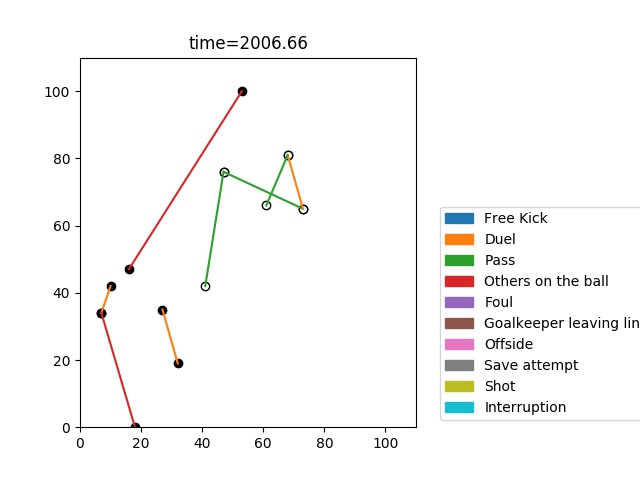 time=2006.66
100
80
60
40
20
0
0 20 40 60 80 100
Free Kick
Duel
Pass
Others on the ball
Foul
Goalkeeper leaving lin
Offside
Save attempt
Shot
Interruption